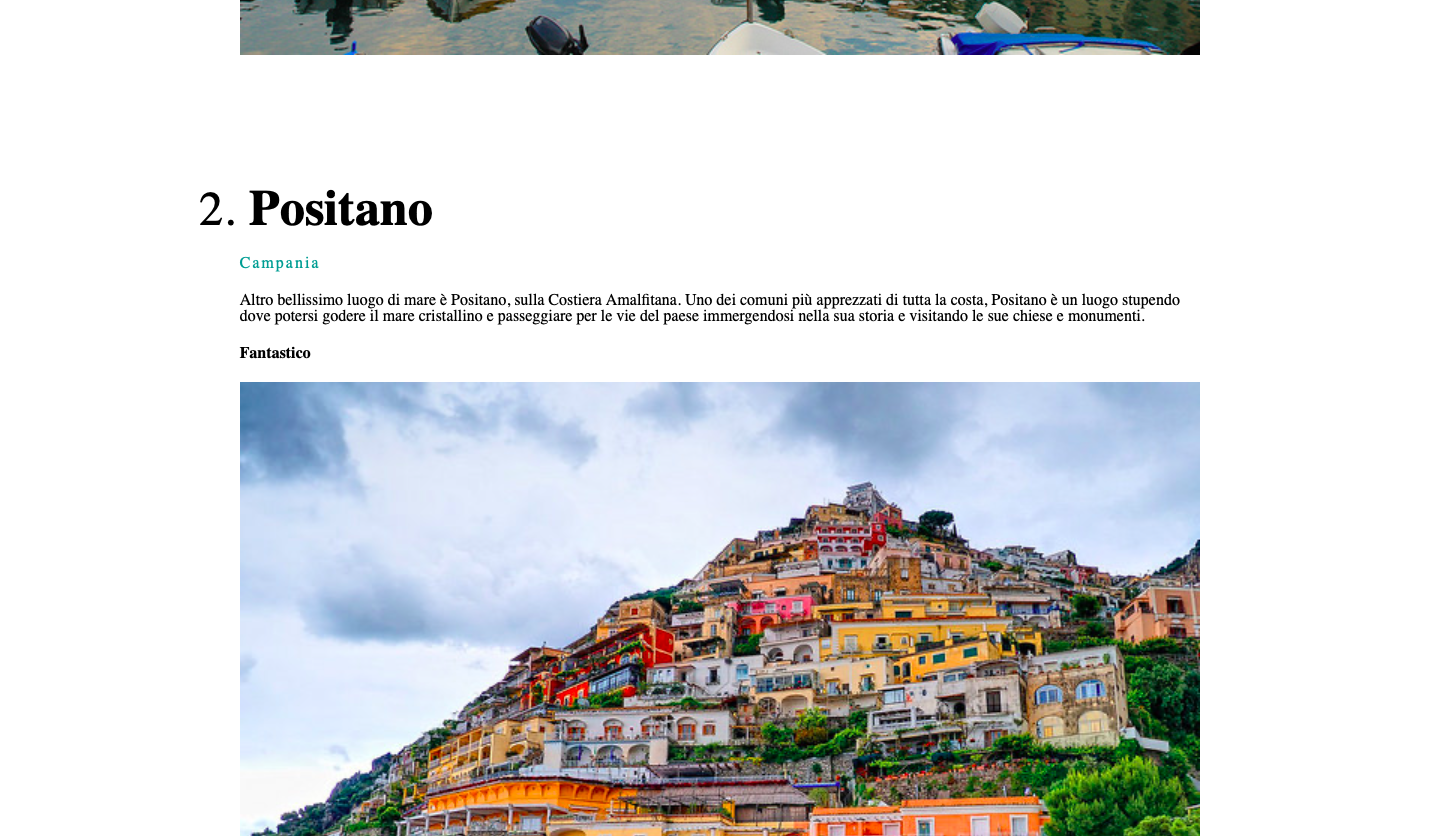 2. Positano
Campania
Altro bellissimo luogo di mare è Positano, sulla Costiera Amalfitana. Uno dei comuni più apprezzati di tutta la costa, Positano è un luogo stupendo
dove potersi godere il mare cristallino e passeggiare per le vie del paese immergendosi nella sua storia e visitando le sue chiese e monumenti.
Fantastico